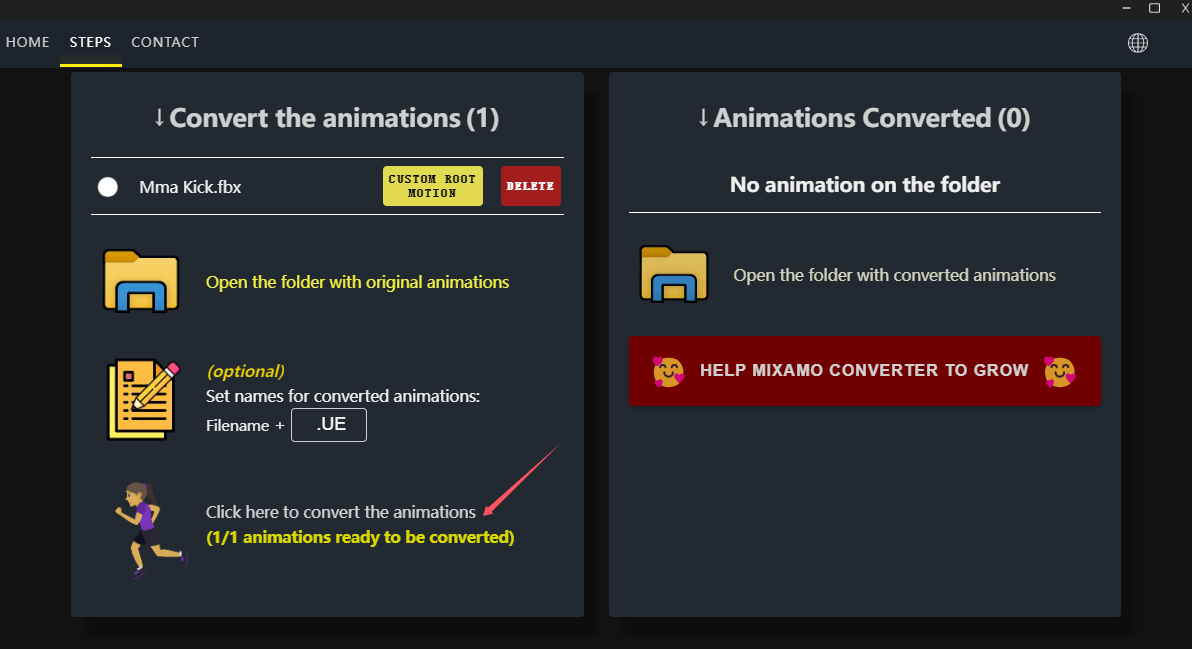 HOME STEPS CONTACT
↓Convert the animations (1)
Mma Kick.fbx
CUSTOM ROOT
MOTION
DELETE
Open the folder with original animations
(optional)
Set names for converted animations:
Filename + .UE
Click here to convert the animations
(1/1 animations ready to be converted)
↓Animations Converted (0)
No animation on the folder
Open the folder with converted animations
HELP MIXAMO CONVERTER TO GROW